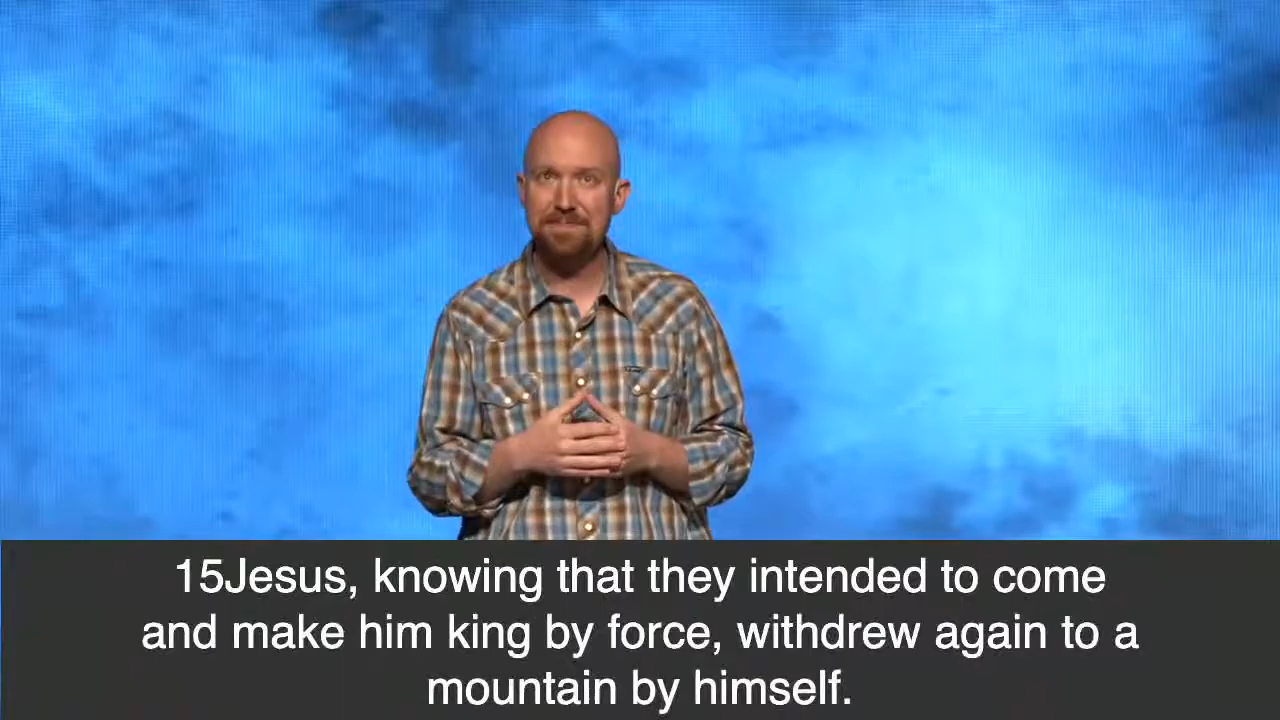 15Jesus, knowing that they intended to come
and make him king by force, withdrew again to a
mountain by himself.